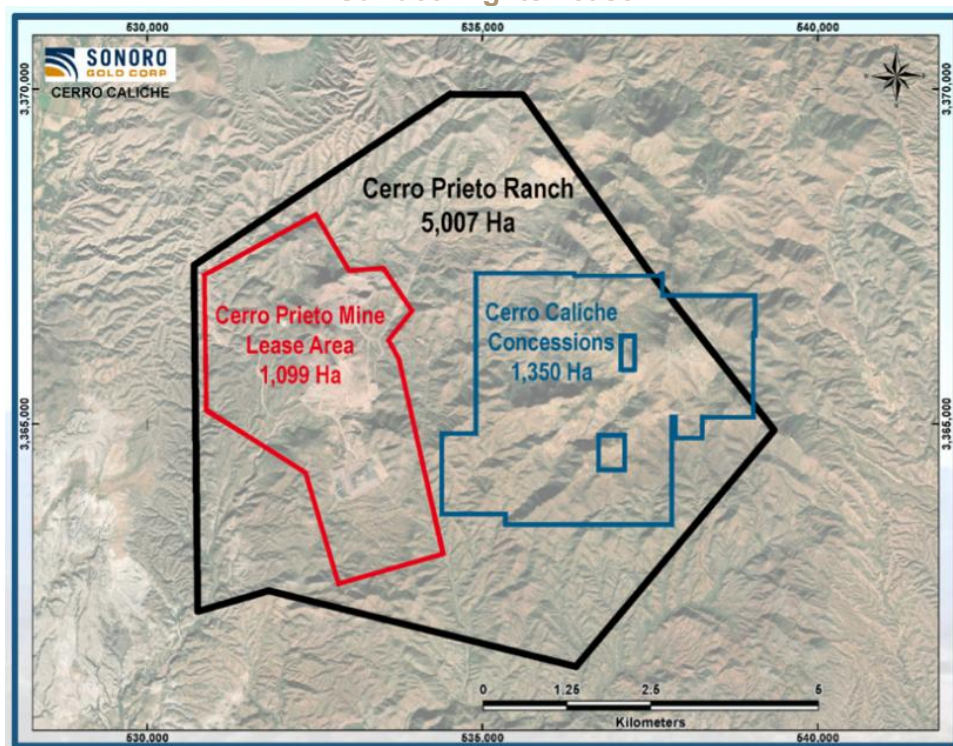 530,000 535,000 540,000
SONORO
GOLD CORP
CERRO CALICHE
3,370,000 3,370,000
Cerro Prieto Ranch
5,007 Ha
Cerro Prieto Mine
Lease Area
1,099 Ha
Cerro Caliche
Concessions
1,350 Ha
3,365,000 3,365,000
0 1.25 2.5 5
Kilometers
530,000 535,000 540,000